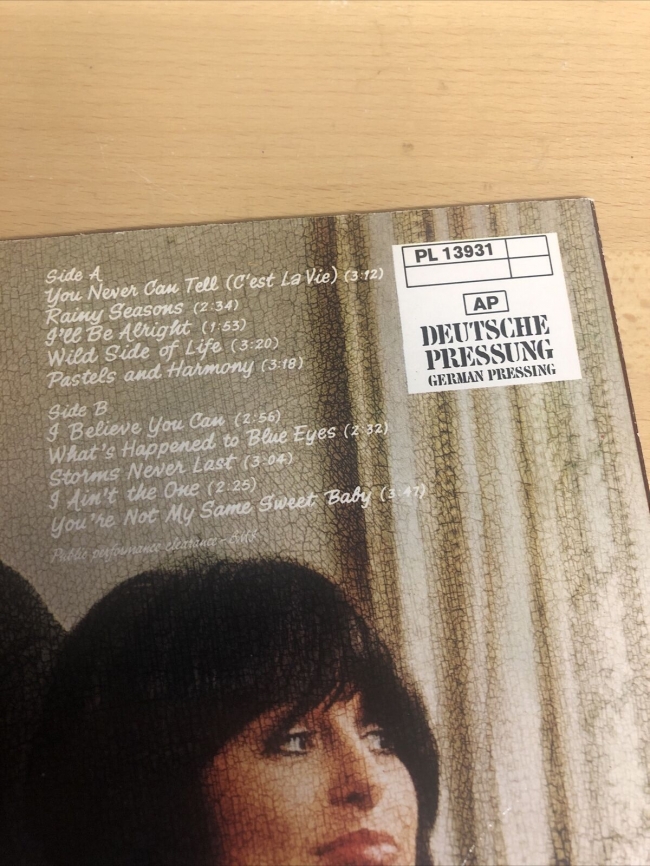 Side A
You Never Can Tell (C'est La Vie) (3:12)
Rainy Seasons (2:34)
I'll Be Alright (1:53)
Wild Side of Life (3:20)
Pastels and Harmony (3:18)
Side B
I Believe You Can (2:56)
What's Happened to Blue Eyes (2:32)
Storms Never Last (3:04)
I Ain't the One (2:25)
You're Not My Same Sweet Baby (3:47)
Public performance clearance -
PL 13931
AP
DEUTSCHE
PRESSUNG
GERMAN PRESSING